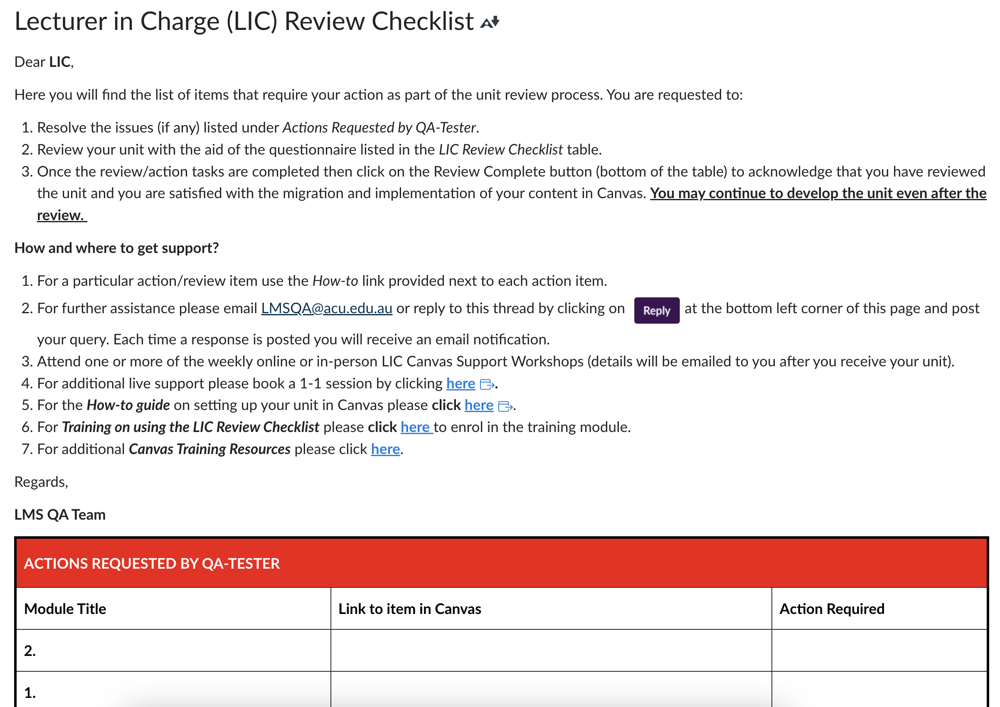 Lecturer in Charge (LIC) Review Checklist
Dear LIC,
Here you will find the list of items that require your action as part of the unit review process. You are requested to:
1. Resolve the issues (if any) listed under Actions Requested by QA-Tester.
2. Review your unit with the aid of the questionnaire listed in the LIC Review Checklist table.
3. Once the review/action tasks are completed then click on the Review Complete button (bottom of the table) to acknowledge that you have reviewed
the unit and you are satisfied with the migration and implementation of your content in Canvas. You may continue to develop the unit even after the
review.
How and where to get support?
1. For a particular action/review item use the How-to link provided next to each action item.
2. For further assistance please email LMSQA@acu.edu.au or reply to this thread by clicking on Reply at the bottom left corner of this page and post
your query. Each time a response is posted you will receive an email notification.
3. Attend one or more of the weekly online or in-person LIC Canvas Support Workshops (details will be emailed to you after you receive your unit).
4. For additional live support please book a 1-1 session by clicking here.
5. For the How-to guide on setting up your unit in Canvas please click here.
6. For Training on using the LIC Review Checklist please click here to enrol in the training module.
7. For additional Canvas Training Resources please click here.
Regards,
LMS QA Team
ACTIONS REQUESTED BY QA-TESTER
Module Title Link to item in Canvas Action Required
2.
1.